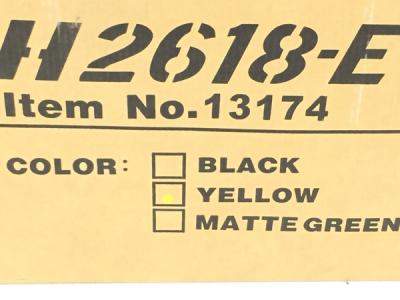 H2618-E
Item No.13174
COLOR: BLACK
YELLOW
MATTE GREEN